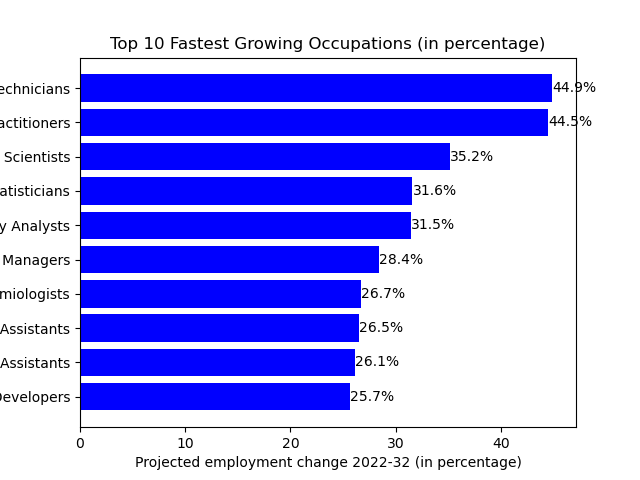 Top 10 Fastest Growing Occupations (in percentage)
echnicians 44.9%
actitioners 44.5%
Scientists 35.2%
atisticians 31.6%
y Analysts 31.5%
Managers 28.4%
miologists 26.7%
Assistants 26.5%
Assistants 26.1%
Developers 25.7%
0 10 20 30 40
Projected employment change 2022-32 (in percentage)